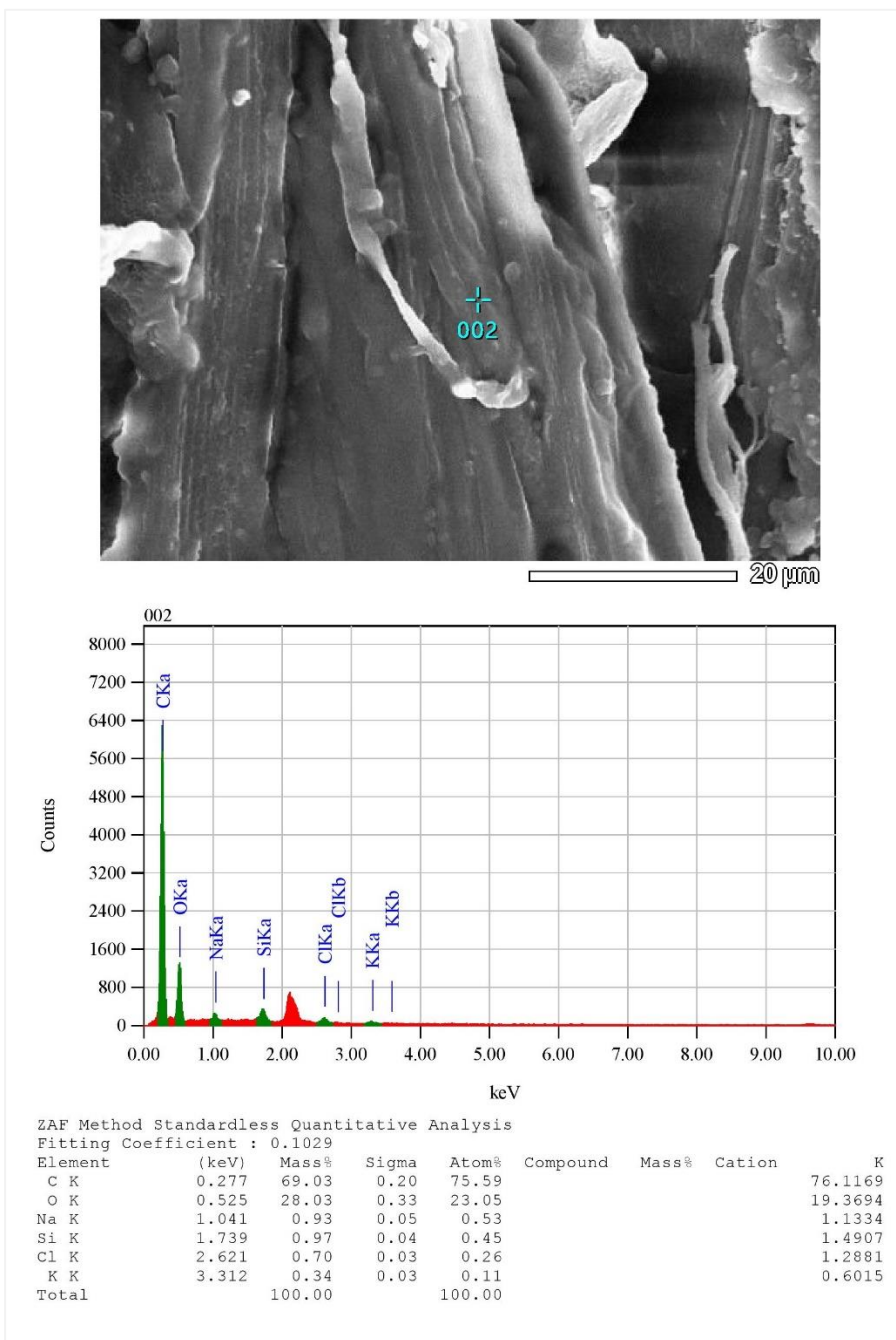 002
20 µm
002
8000
7200
6400
5600
4800
4000
3200
2400
1600
800
0
Counts
CKa
OKa
NaKa
SiKa
ClKa
ClKb
KKa
KKb
0.00 1.00 2.00 3.00 4.00 5.00 6.00 7.00 8.00 9.00 10.00
keV
ZAF Method Standardless Quantitative Analysis
Fitting Coefficient : 0.1029
Element (keV) Mass% Sigma Atom% Compound Mass% Cation K
C K 0.277 69.03 0.20 75.59 76.1169
O K 0.525 28.03 0.33 23.05 19.3694
Na K 1.041 0.93 0.05 0.53 1.1334
Si K 1.739 0.97 0.04 0.45 1.4907
Cl K 2.621 0.70 0.03 0.26 1.2881
K K 3.312 0.34 0.03 0.11 0.6015
Total 100.00 100.00